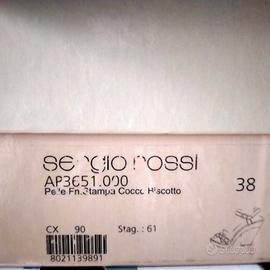 sergio rossi
AP3651.000
Pelle Fn.Stampa Cocco Biscotto
38
CX 90 Stag. : 61
8021139891